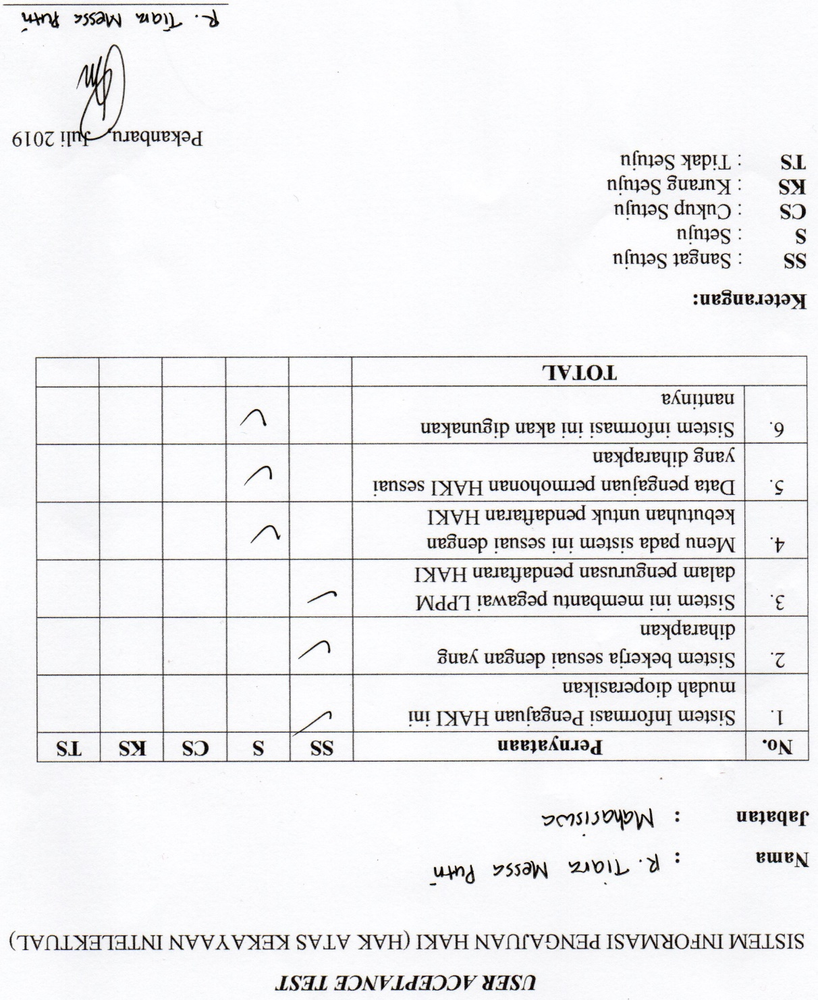 USER ACCEPTANCE TEST
SISTEM INFORMASI PENGAJUAN HAKI (HAK ATAS KEKAYAAN INTELEKTUAL)
Nama : R. Tiara Messa Putri
Jabatan : Mahasiswa
No. Pernyataan SS S CS KS TS
1. Sistem Informasi Pengajuan HAKI ini
mudah dioperasikan ✓
2. Sistem bekerja sesuai dengan yang
diharapkan ✓
3. Sistem ini membantu pegawai LPPM
dalam pengurusan pendaftaran HAKI ✓
4. Menu pada sistem ini sesuai dengan
kebutuhan untuk pendaftaran HAKI ✓
5. Data pengajuan permohonan HAKI sesuai
yang diharapkan ✓
6. Sistem informasi ini akan digunakan
nantinya ✓
TOTAL
Keterangan:
SS : Sangat Setuju
S : Setuju
CS : Cukup Setuju
KS : Kurang Setuju
TS : Tidak Setuju
Pekanbaru, Juli 2019
R. Tiara Messa Putri